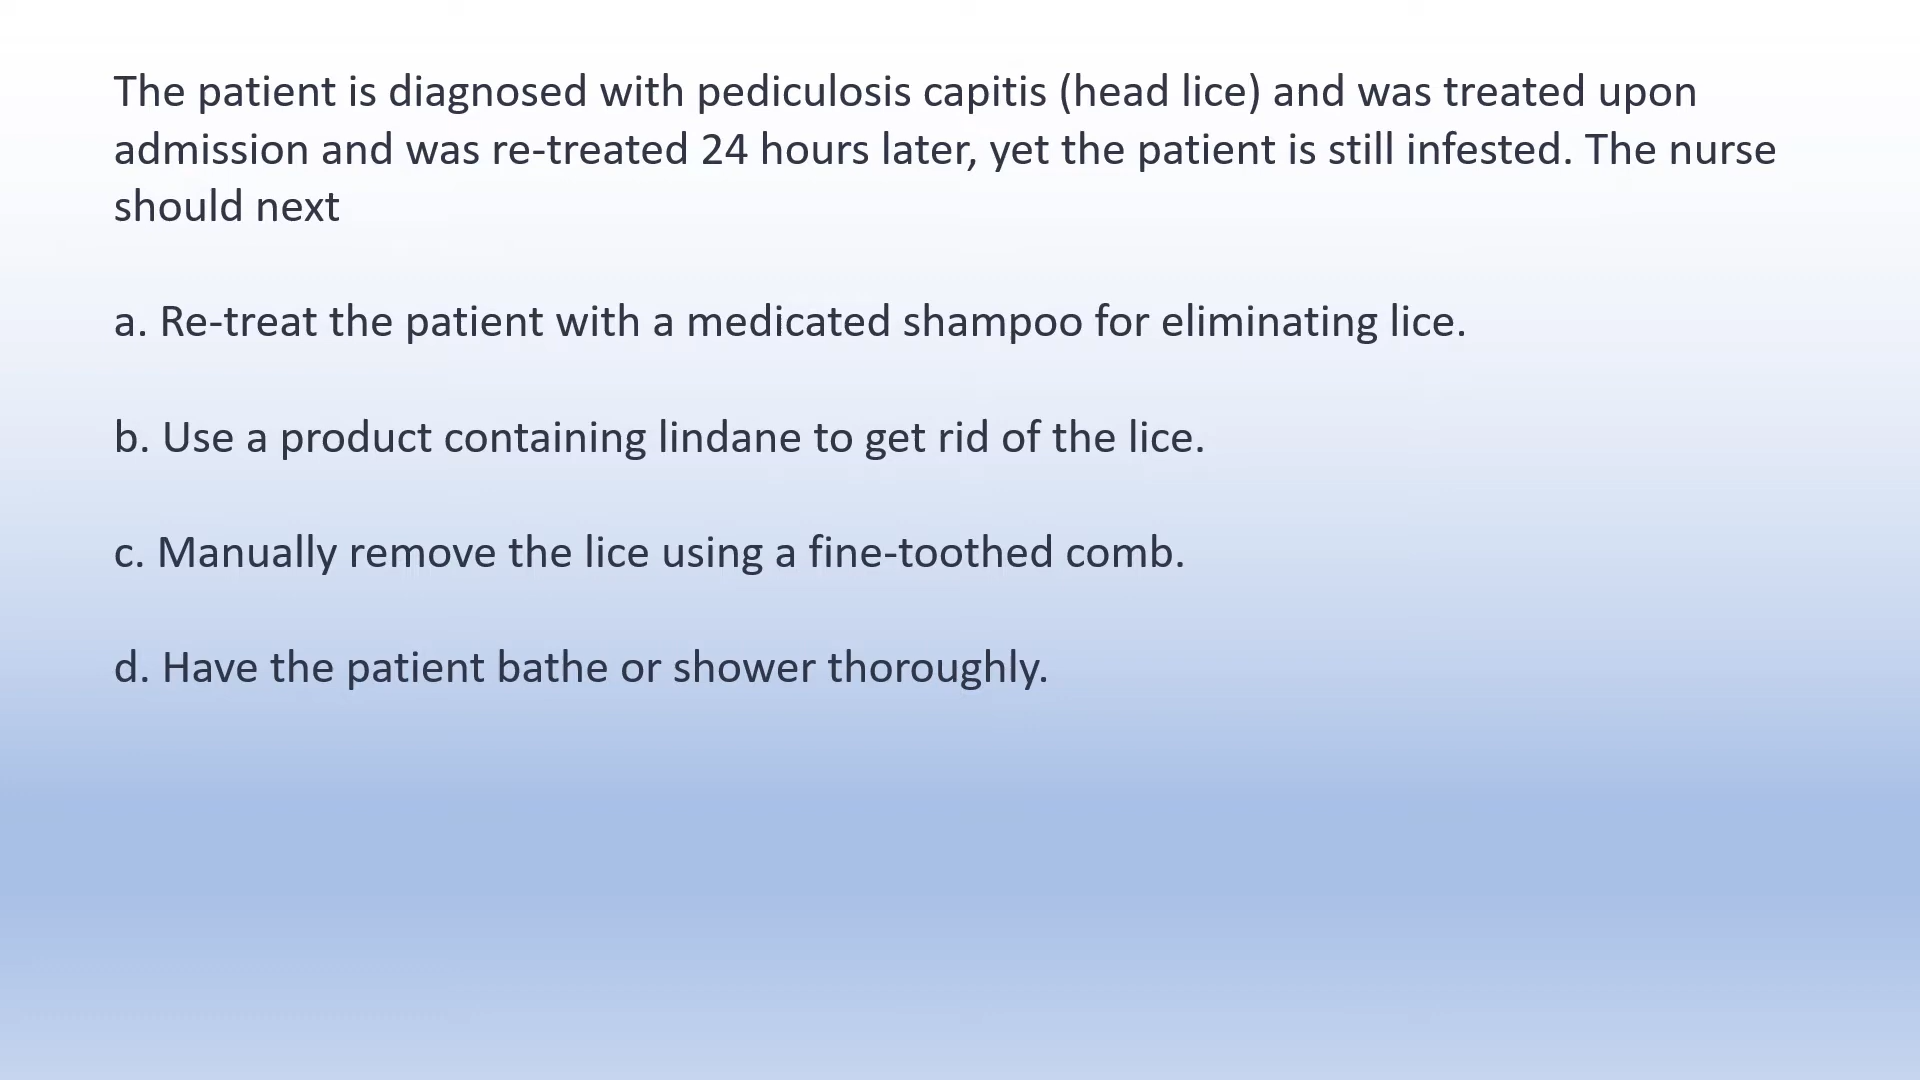 The patient is diagnosed with pediculosis capitis (head lice) and was treated upon
admission and was re-treated 24 hours later, yet the patient is still infested. The nurse
should next
a. Re-treat the patient with a medicated shampoo for eliminating lice.
b. Use a product containing lindane to get rid of the lice.
c. Manually remove the lice using a fine-toothed comb.
d. Have the patient bathe or shower thoroughly.